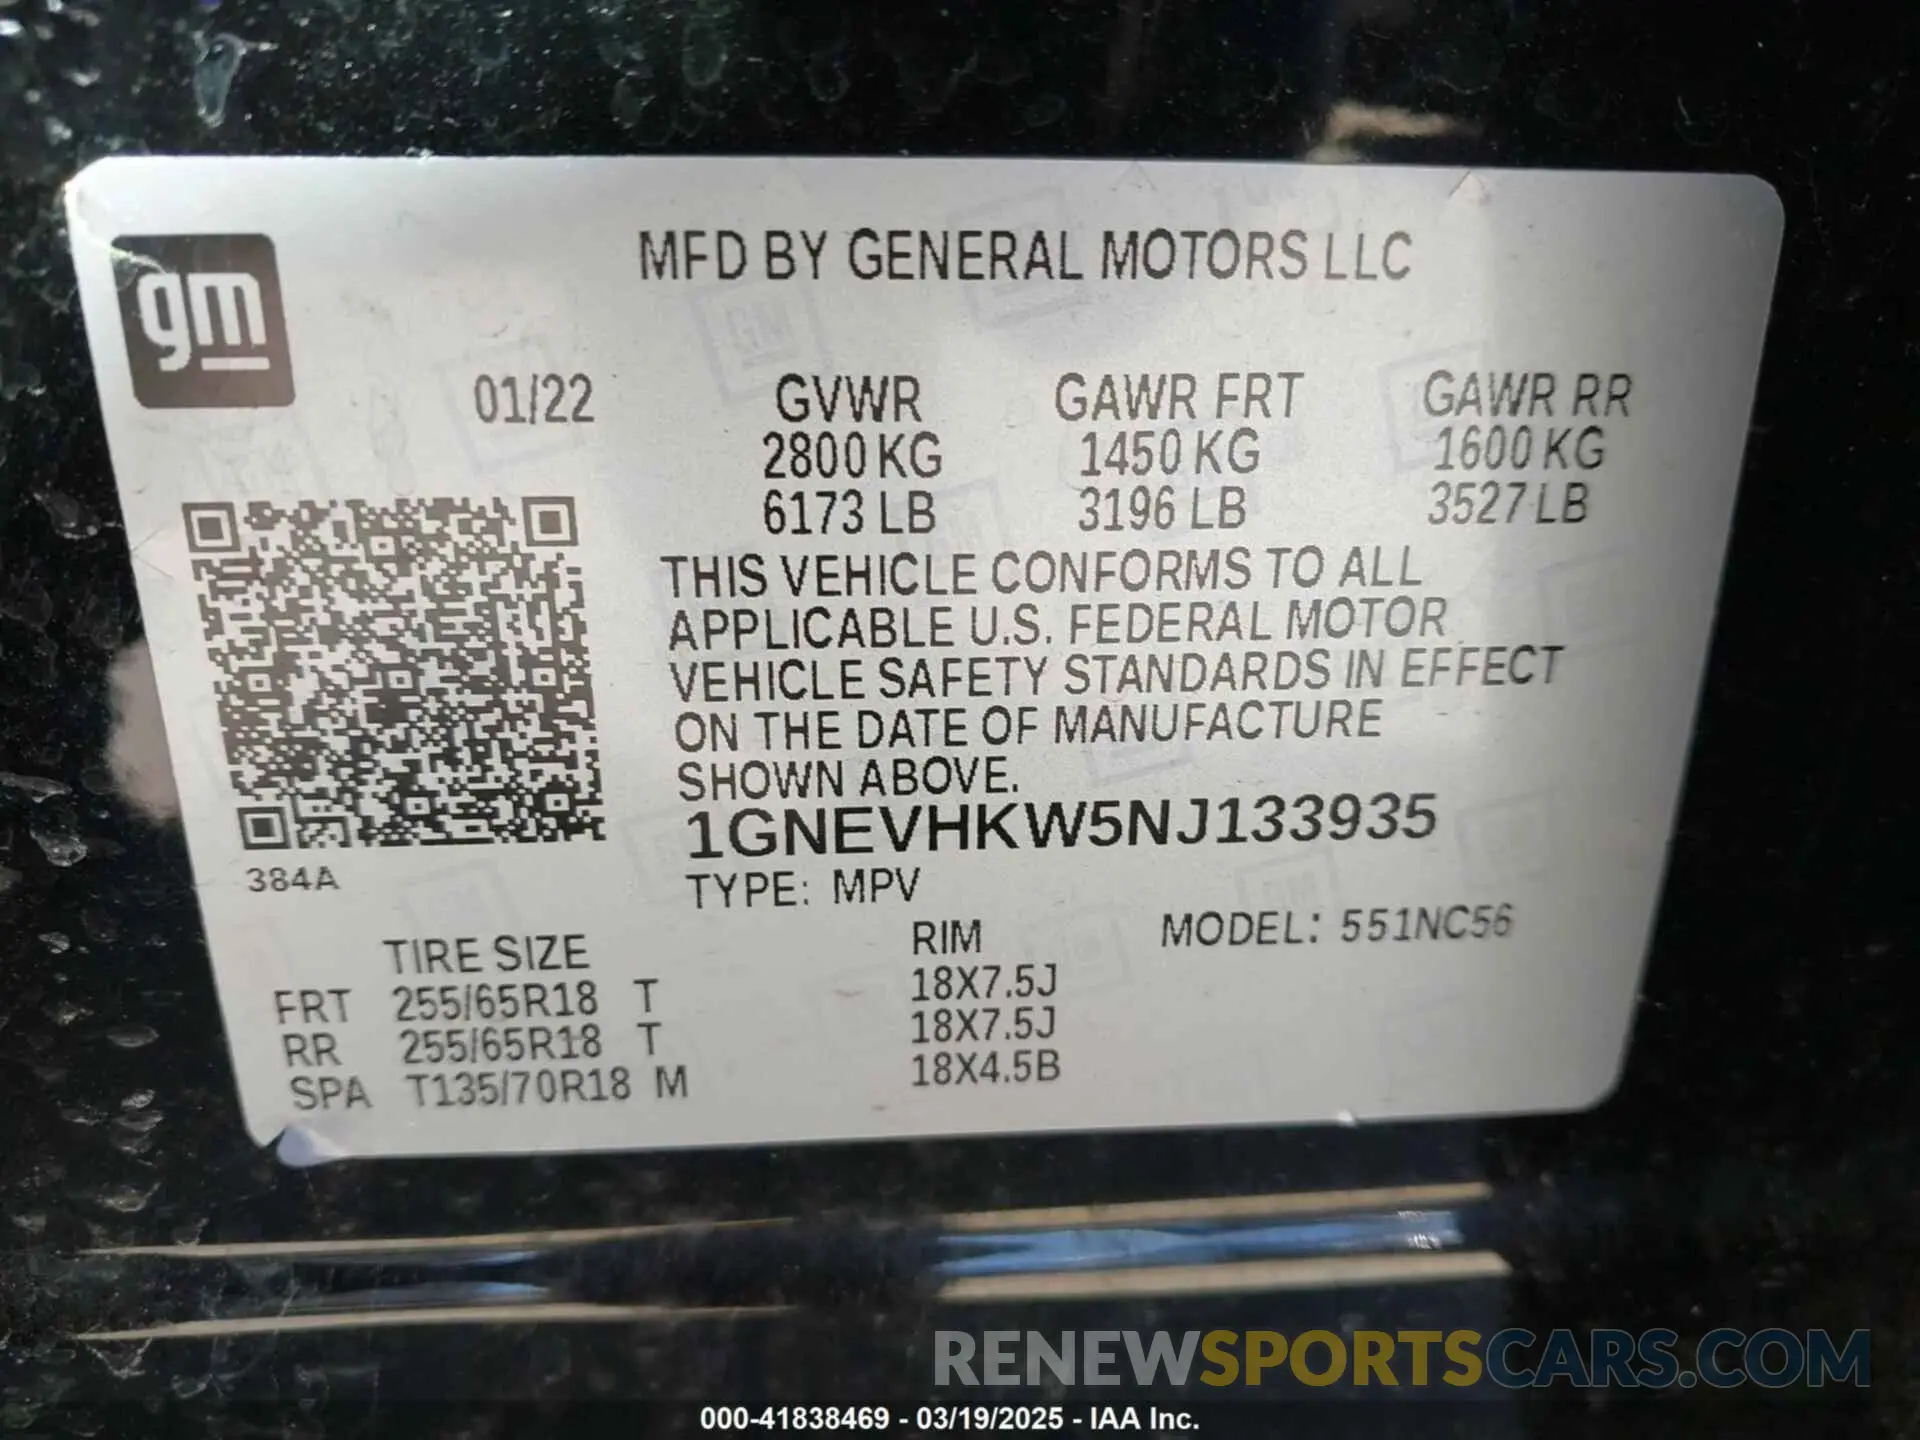 gm
MFD BY GENERAL MOTORS LLC
01/22 GVWR GAWR FRT GAWR RR
2800 KG 1450 KG 1600 KG
6173 LB 3196 LB 3527 LB
THIS VEHICLE CONFORMS TO ALL
APPLICABLE U.S. FEDERAL MOTOR
VEHICLE SAFETY STANDARDS IN EFFECT
ON THE DATE OF MANUFACTURE
SHOWN ABOVE.
1GNEVHKW5NJ133935
384A
TYPE: MPV
TIRE SIZE RIM MODEL: 551NC56
FRT 255/65R18 T 18X7.5J
RR 255/65R18 T 18X7.5J
SPA T135/70R18 M 18X4.5B
RENEWSPORTSCARS.COM
000-41838469 - 03/19/2025 - IAA Inc.